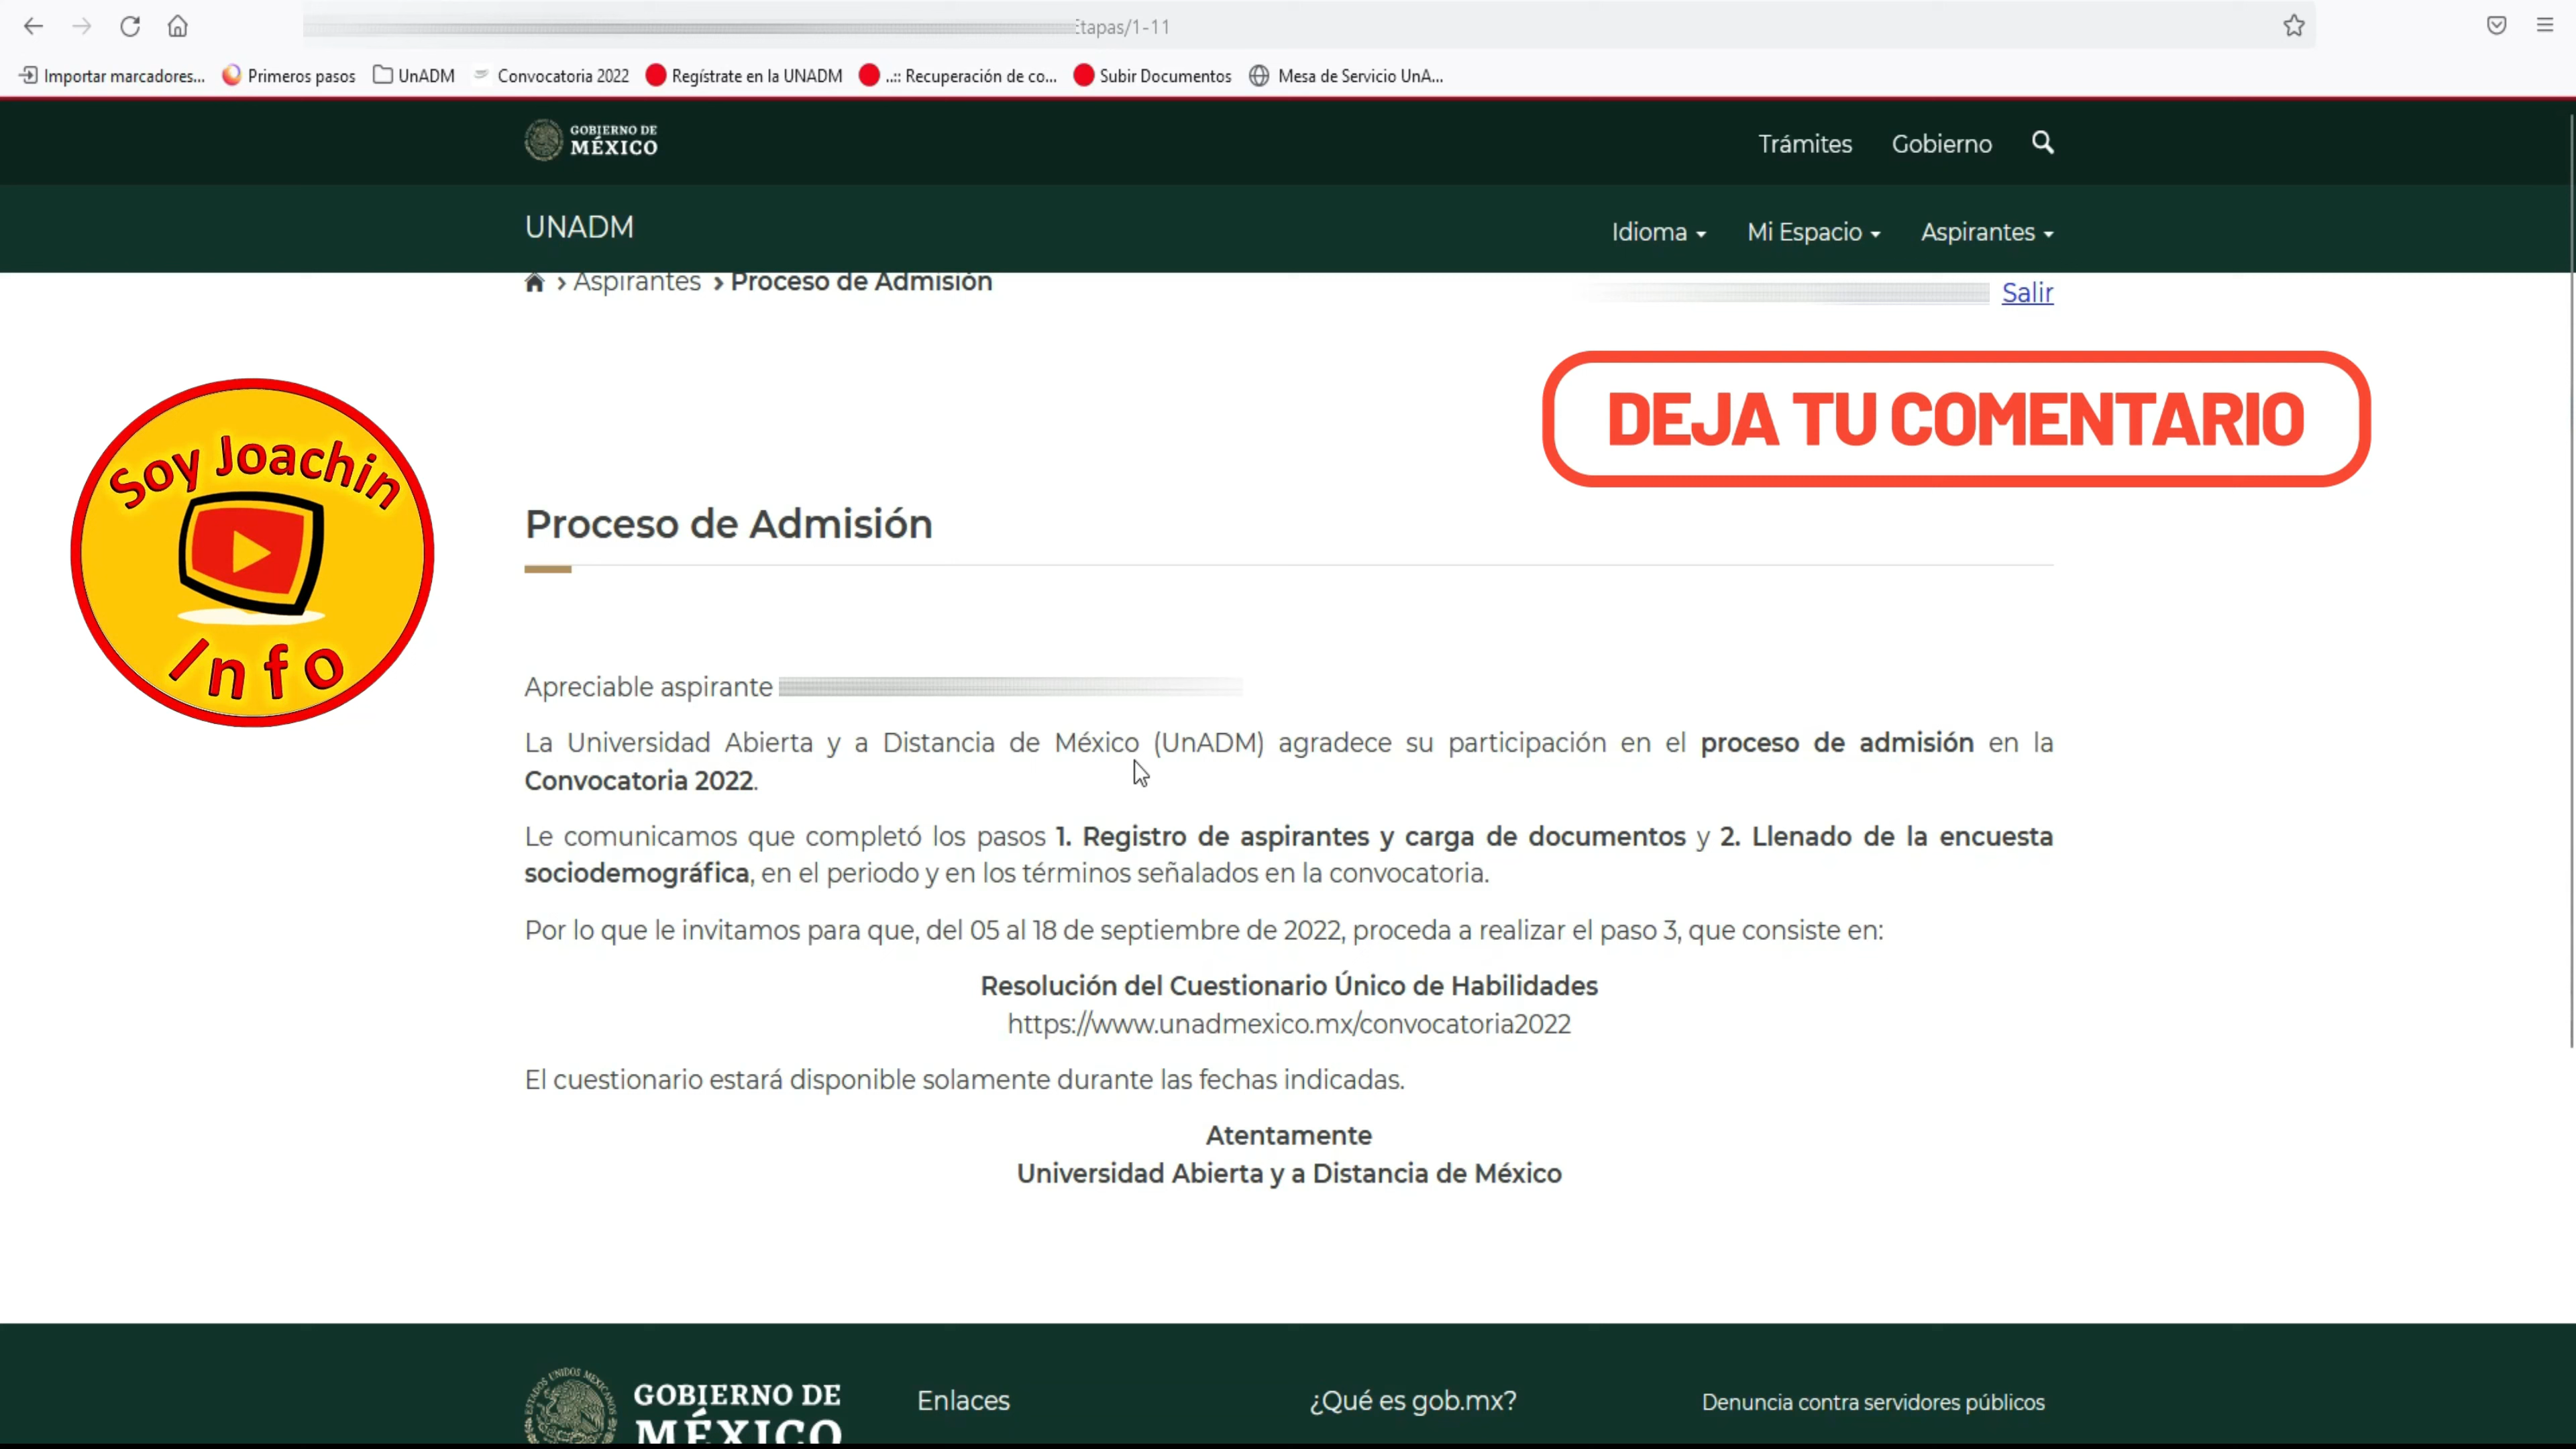 tapas/1-11
Importar marcadores...
Primeros pasos
UnADM
Convocatoria 2022
Regístrate en la UNADM
..:: Recuperación de co...
Subir Documentos
Mesa de Servicio UnA...
GOBIERNO DE
MÉXICO
Trámites
Gobierno
UNADM
Idioma
Mi Espacio
Aspirantes
> Aspirantes > Proceso de Admisión
Salir
Soy Joachin
Info
DEJA TU COMENTARIO
Proceso de Admisión
Apreciable aspirante
La Universidad Abierta y a Distancia de México (UnADM) agradece su participación en el proceso de admisión en la
Convocatoria 2022.
Le comunicamos que completó los pasos 1. Registro de aspirantes y carga de documentos y 2. Llenado de la encuesta
sociodemográfica, en el periodo y en los términos señalados en la convocatoria.
Por lo que le invitamos para que, del 05 al 18 de septiembre de 2022, proceda a realizar el paso 3, que consiste en:
Resolución del Cuestionario Único de Habilidades
https://www.unadmexico.mx/convocatoria2022
El cuestionario estará disponible solamente durante las fechas indicadas.
Atentamente
Universidad Abierta y a Distancia de México
ESTADOS UNIDOS MEXICANOS
GOBIERNO DE
MÉXICO
Enlaces
¿Qué es gob.mx?
Denuncia contra servidores públicos